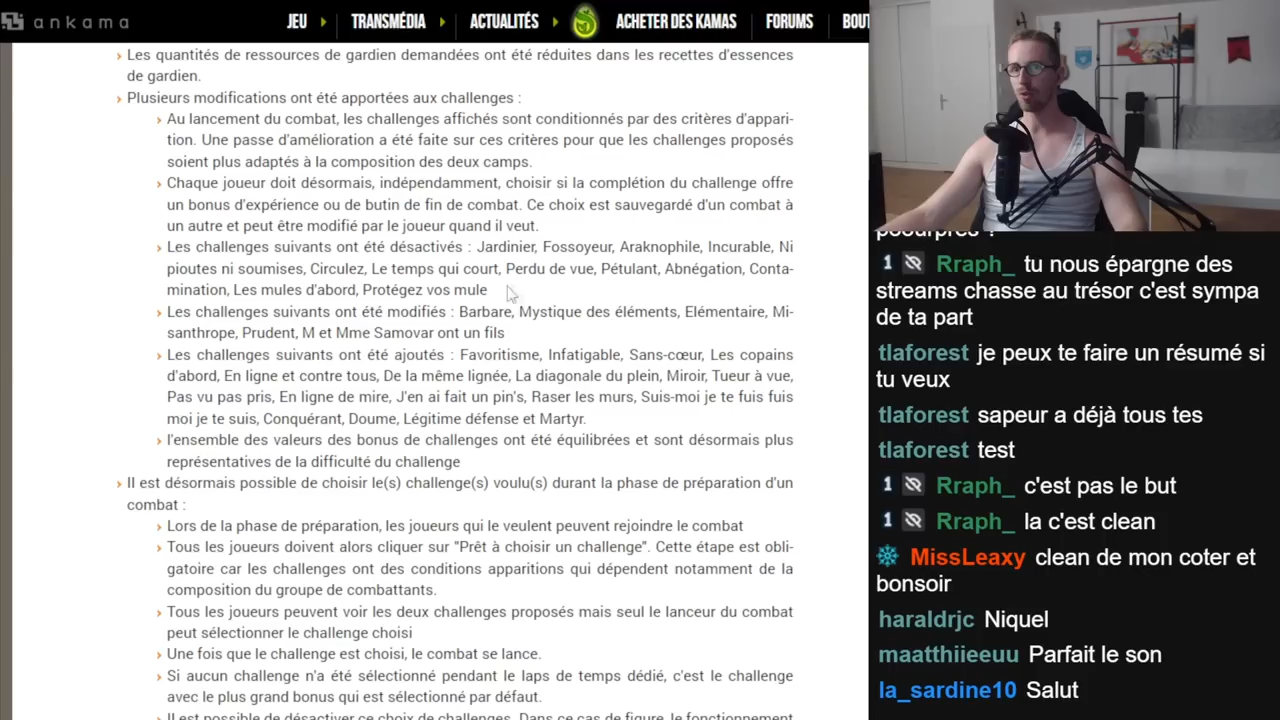 ankama
JEU
TRANSMÉDIA
ACTUALITÉS
ACHETER DES KAMAS
FORUMS
BOUT
Les quantités de ressources de gardien demandées ont été réduites dans les recettes d'essences
de gardien.
Plusieurs modifications ont été apportées aux challenges :
Au lancement du combat, les challenges affichés sont conditionnés par des critères d'appari-
tion. Une passe d'amélioration a été faite sur ces critères pour que les challenges proposés
soient plus adaptés à la composition des deux camps.
Chaque joueur doit désormais, indépendamment, choisir si la complétion du challenge offre
un bonus d'expérience ou de butin de fin de combat. Ce choix est sauvegardé d'un combat à
un autre et peut être modifié par le joueur quand il veut.
Les challenges suivants ont été désactivés : Jardinier, Fossoyeur, Araknophile, Incurable, Ni
pioutes ni soumises, Circulez, Le temps qui court, Perdu de vue, Pétulant, Abnégation, Conta-
mination, Les mules d'abord, Protégez vos mule
Les challenges suivants ont été modifiés : Barbare, Mystique des éléments, Elémentaire, Mi-
santhrope, Prudent, M et Mme Samovar ont un fils
Les challenges suivants ont été ajoutés : Favoritisme, Infatigable, Sans-cœur, Les copains
d'abord, En ligne et contre tous, De la même lignée, La diagonale du plein, Miroir, Tueur à vue,
Pas vu pas pris, En ligne de mire, J'en ai fait un pin's, Raser les murs, Suis-moi je te fuis fuis
moi je te suis, Conquérant, Doume, Légitime défense et Martyr.
l'ensemble des valeurs des bonus de challenges ont été équilibrées et sont désormais plus
représentatives de la difficulté du challenge
Il est désormais possible de choisir le(s) challenge(s) voulu(s) durant la phase de préparation d'un
combat :
Lors de la phase de préparation, les joueurs qui le veulent peuvent rejoindre le combat
Tous les joueurs doivent alors cliquer sur "Prêt à choisir un challenge". Cette étape est obli-
gatoire car les challenges ont des conditions apparitions qui dépendent notamment de la
composition du groupe de combattants.
Tous les joueurs peuvent voir les deux challenges proposés mais seul le lanceur du combat
peut sélectionner le challenge choisi
Une fois que le challenge est choisi, le combat se lance.
Si aucun challenge n'a été sélectionné pendant le laps de temps dédié, c'est le challenge
avec le plus grand bonus qui est sélectionné par défaut.
Il est possible de désactiver ce choix de challenges. Dans ce cas de figure, le fonctionnement
1 Rraph_ tu nous épargne des
streams chasse au trésor c'est sympa
de ta part
tlaforest je peux te faire un résumé si
tu veux
tlaforest sapeur a déjà tous tes
tlaforest test
1 Rraph_ c'est pas le but
1 Rraph_ la c'est clean
MissLeaxy clean de mon coter et
bonsoir
haraldrjc Niquel
maatthiieeuu Parfait le son
la_sardine10 Salut